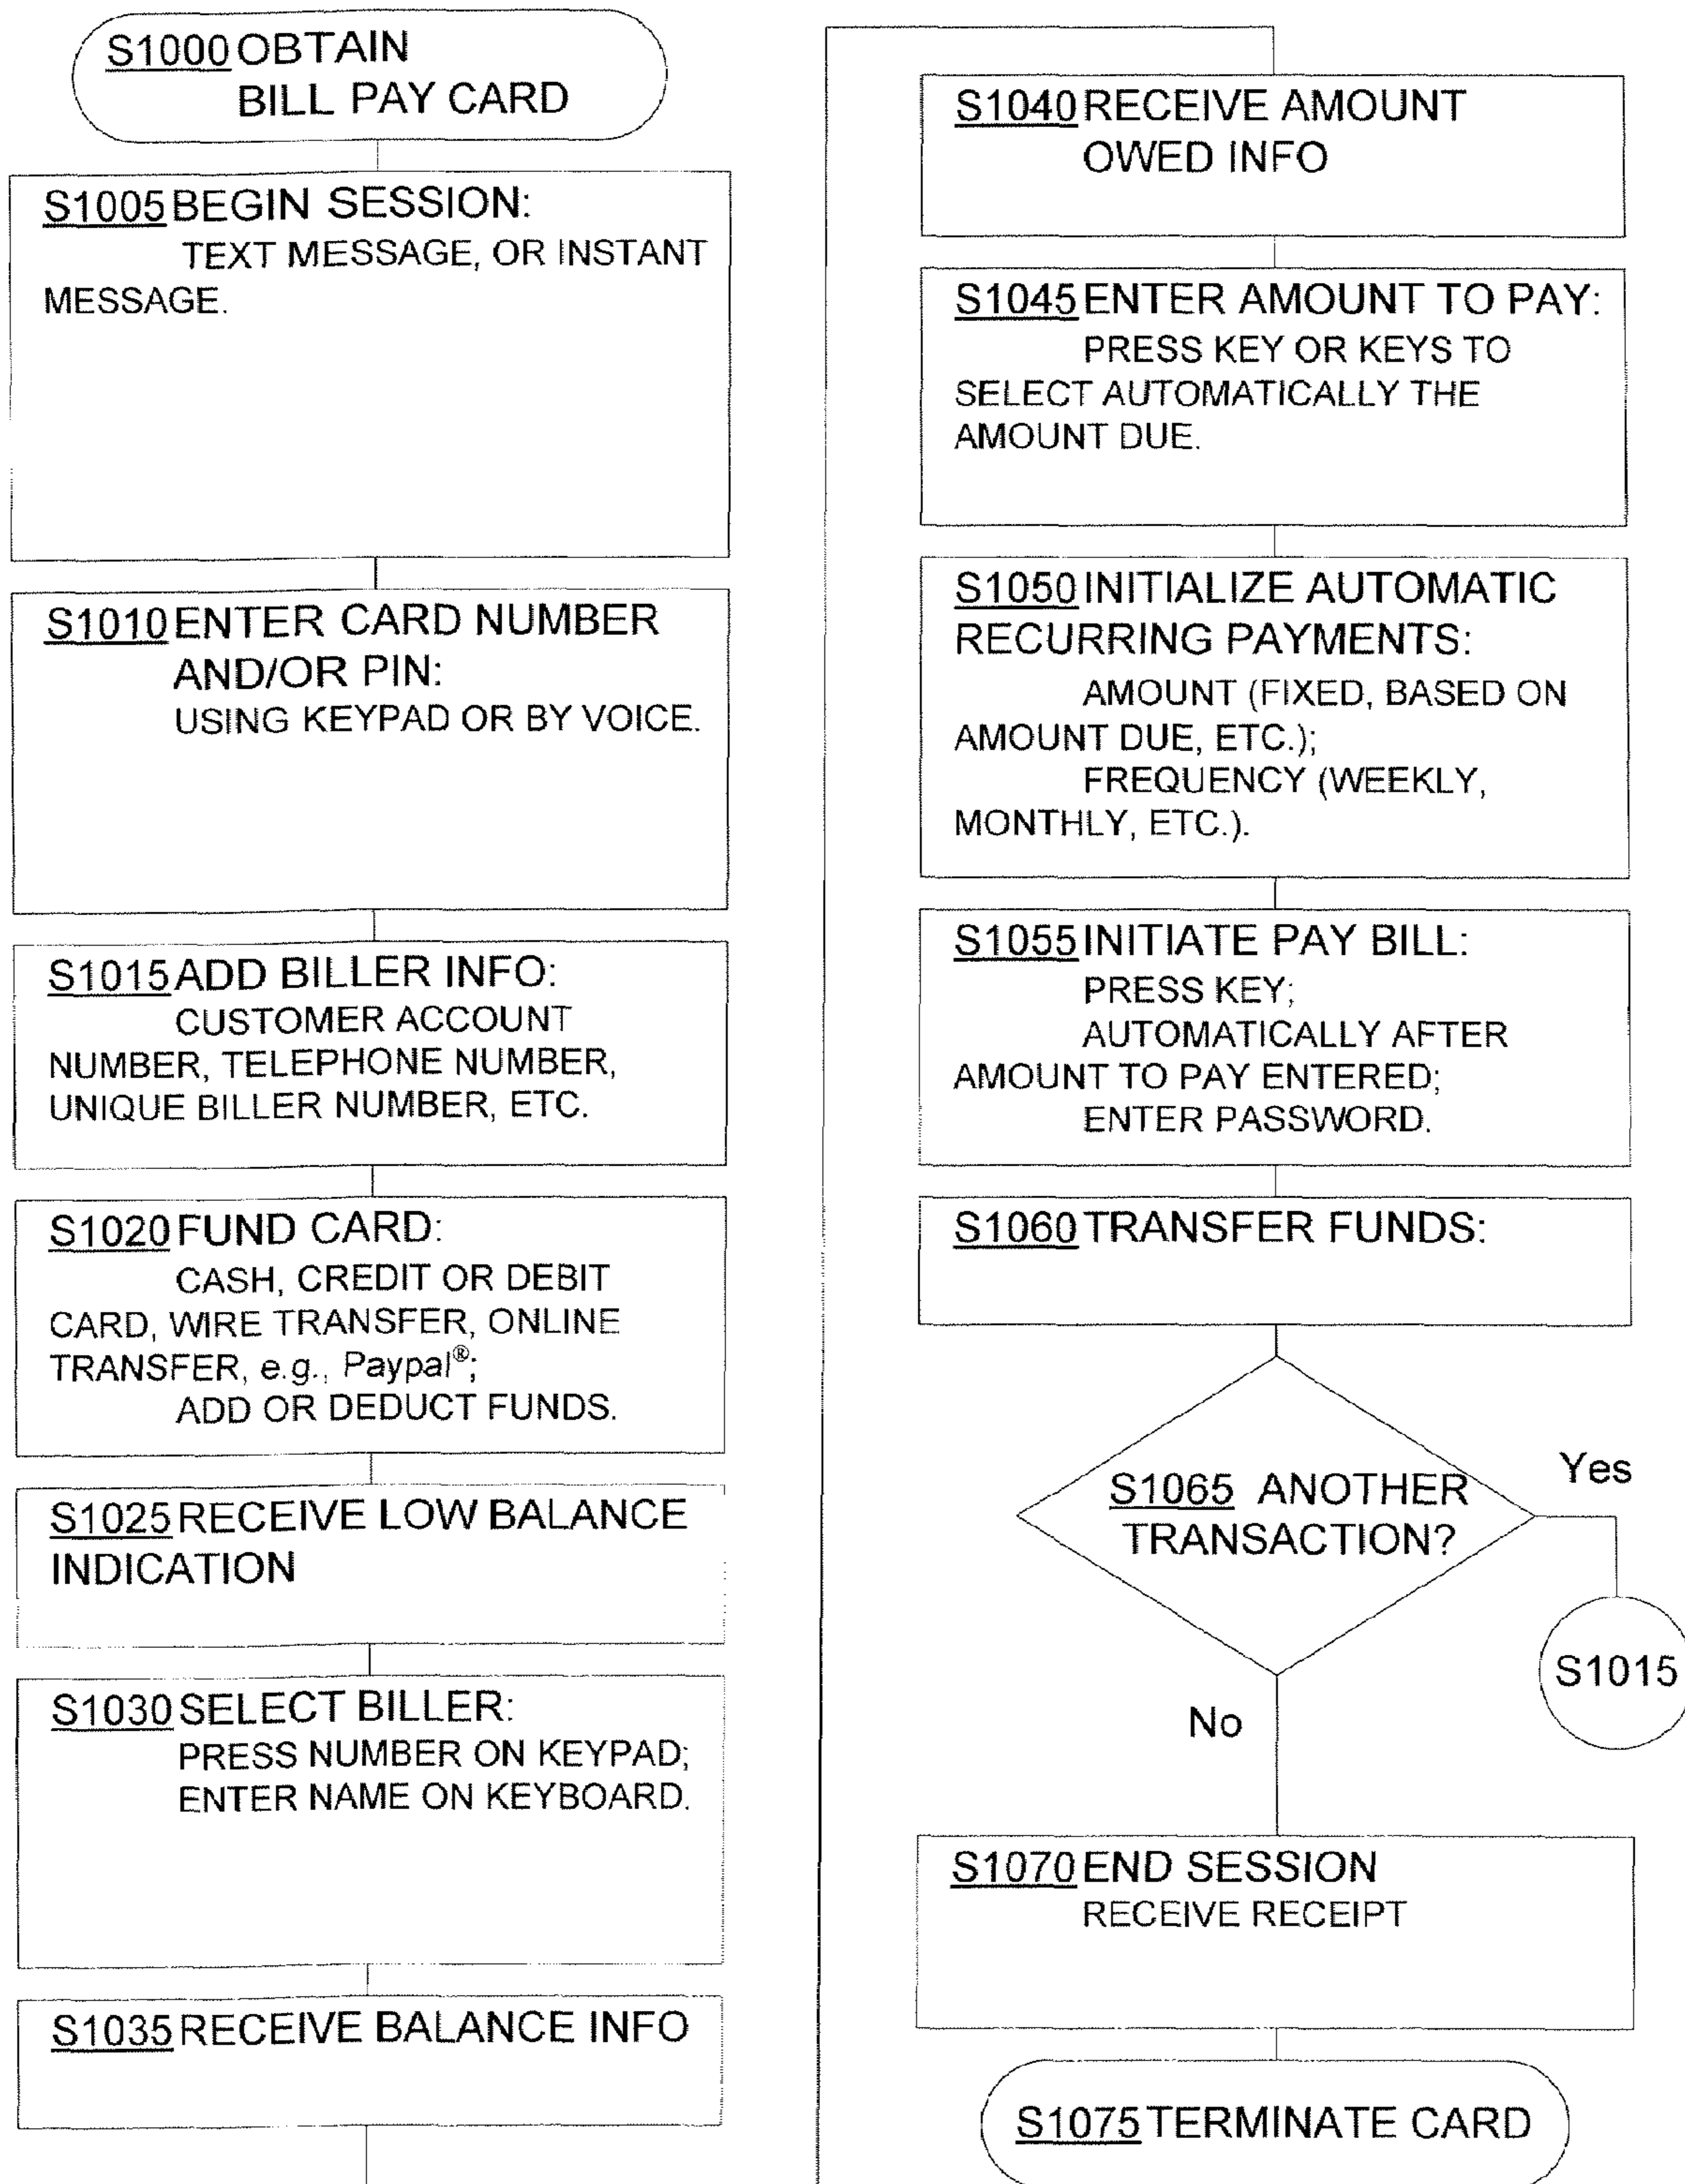 S1000 OBTAIN
BILL PAY CARD
S1005 BEGIN SESSION:
TEXT MESSAGE, OR INSTANT
MESSAGE.
S1010 ENTER CARD NUMBER
AND/OR PIN:
USING KEYPAD OR BY VOICE.
S1015 ADD BILLER INFO:
CUSTOMER ACCOUNT
NUMBER, TELEPHONE NUMBER,
UNIQUE BILLER NUMBER, ETC.
S1020 FUND CARD:
CASH, CREDIT OR DEBIT
CARD, WIRE TRANSFER, ONLINE
TRANSFER, e.g., Paypal®;
ADD OR DEDUCT FUNDS.
S1025 RECEIVE LOW BALANCE
INDICATION
S1030 SELECT BILLER:
PRESS NUMBER ON KEYPAD;
ENTER NAME ON KEYBOARD.
S1035 RECEIVE BALANCE INFO
S1040 RECEIVE AMOUNT
OWED INFO
S1045 ENTER AMOUNT TO PAY:
PRESS KEY OR KEYS TO
SELECT AUTOMATICALLY THE
AMOUNT DUE.
S1050 INITIALIZE AUTOMATIC
RECURRING PAYMENTS:
AMOUNT (FIXED, BASED ON
AMOUNT DUE, ETC.);
FREQUENCY (WEEKLY,
MONTHLY, ETC.).
S1055 INITIATE PAY BILL:
PRESS KEY;
AUTOMATICALLY AFTER
AMOUNT TO PAY ENTERED;
ENTER PASSWORD.
S1060 TRANSFER FUNDS:
S1065 ANOTHER
TRANSACTION?
Yes
S1015
No
S1070 END SESSION
RECEIVE RECEIPT
S1075 TERMINATE CARD